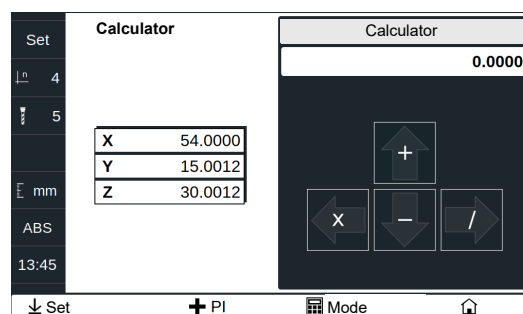 Set
n 4
5
mm
ABS
13:45
Calculator
X 54.0000
Y 15.0012
Z 30.0012
Calculator
0.0000
+
x − /
Set + PI Mode